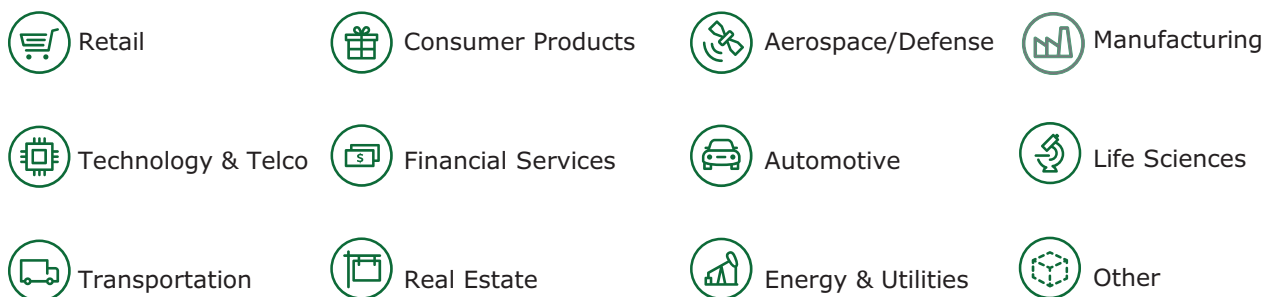 Retail
Consumer Products
Aerospace/Defense
Manufacturing
Technology & Telco
$
Financial Services
Automotive
Life Sciences
Transportation
Real Estate
Energy & Utilities
Other